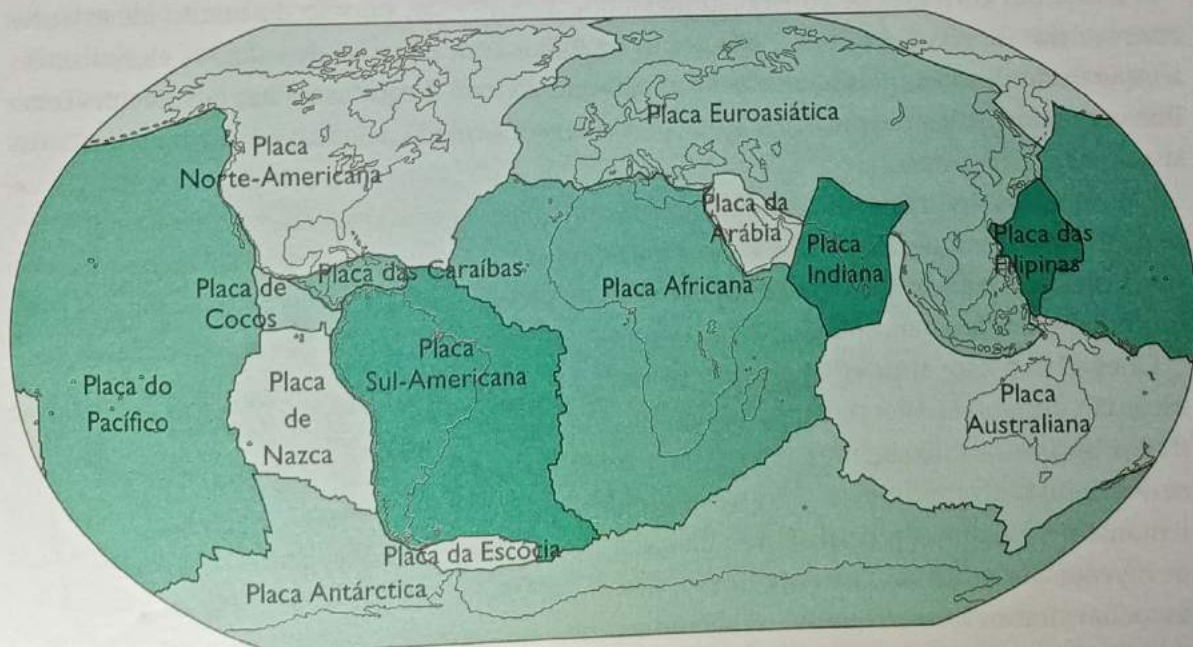 Placa Euroasiática
Placa
Norte-Americana
Placa da
Arábia
Placa
Indiana
Placa das
Filipinas
Placa das Caraíbas
Placa de
Cocos
Placa Africana
Placa
Sul-Americana
Placa do
Pacífico
Placa
de
Nazca
Placa
Australiana
Placa da Escócia
Placa Antárctica